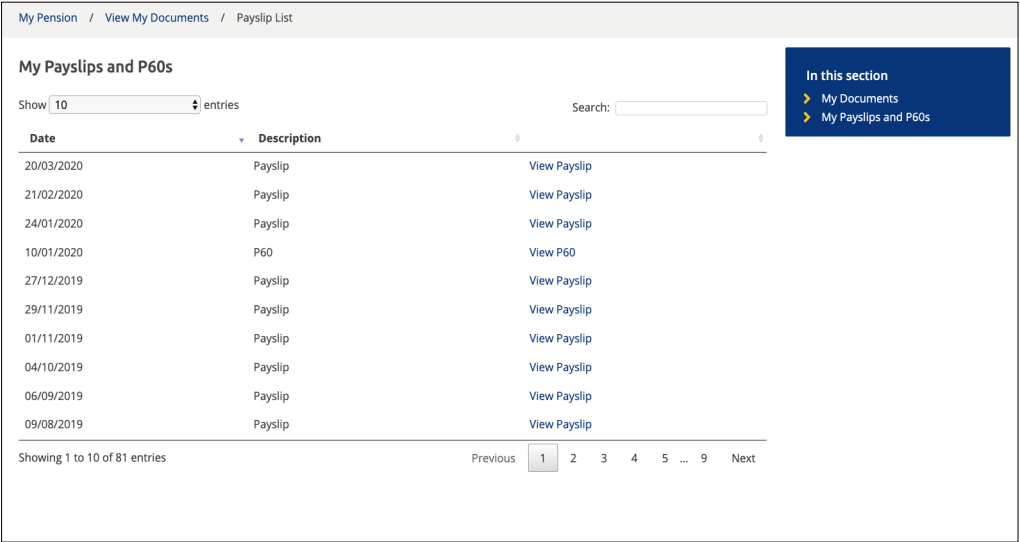 My Pension / View My Documents / Payslip List
My Payslips and P60s
Show 10 entries
Search:
Date Description
20/03/2020 Payslip View Payslip
21/02/2020 Payslip View Payslip
24/01/2020 Payslip View Payslip
10/01/2020 P60 View P60
27/12/2019 Payslip View Payslip
29/11/2019 Payslip View Payslip
01/11/2019 Payslip View Payslip
04/10/2019 Payslip View Payslip
06/09/2019 Payslip View Payslip
09/08/2019 Payslip View Payslip
Showing 1 to 10 of 81 entries
Previous 1 2 3 4 5 ... 9 Next
In this section
My Documents
My Payslips and P60s